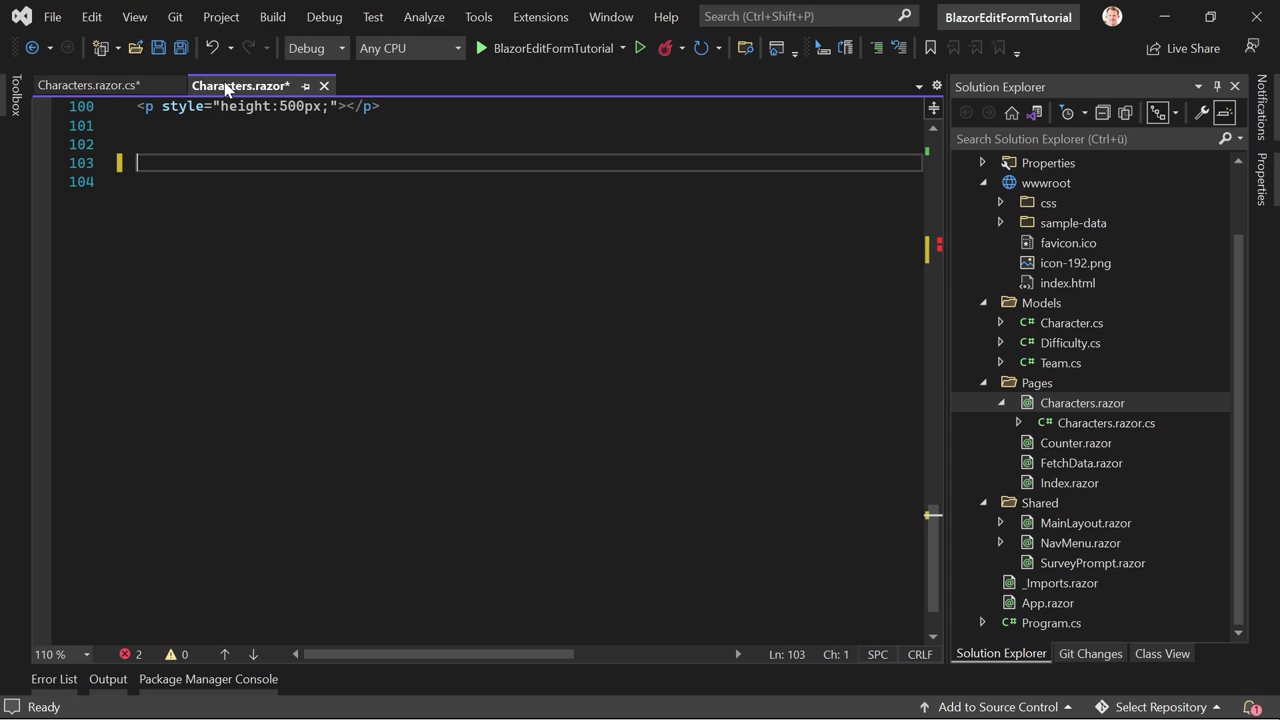 File Edit View Git Project Build Debug Test Analyze Tools Extensions Window Help Search (Ctrl+Shift+P) BlazorEditFormTutorial
Debug Any CPU BlazorEditFormTutorial Live Share
Toolbox
Characters.razor.cs* Characters.razor*
100 <p style="height:500px;"></p>
101
102
103
104
110 % 2 0 Ln: 103 Ch: 1 SPC CRLF
Solution Explorer
Search Solution Explorer (Ctrl+ü)
Properties
wwwroot
css
sample-data
favicon.ico
icon-192.png
index.html
Models
C# Character.cs
C# Difficulty.cs
C# Team.cs
Pages
Characters.razor
C# Characters.razor.cs
Counter.razor
FetchData.razor
Index.razor
Shared
MainLayout.razor
NavMenu.razor
SurveyPrompt.razor
_Imports.razor
App.razor
C# Program.cs
Solution Explorer Git Changes Class View
Notifications
Properties
Error List Output Package Manager Console
Ready Add to Source Control Select Repository 1